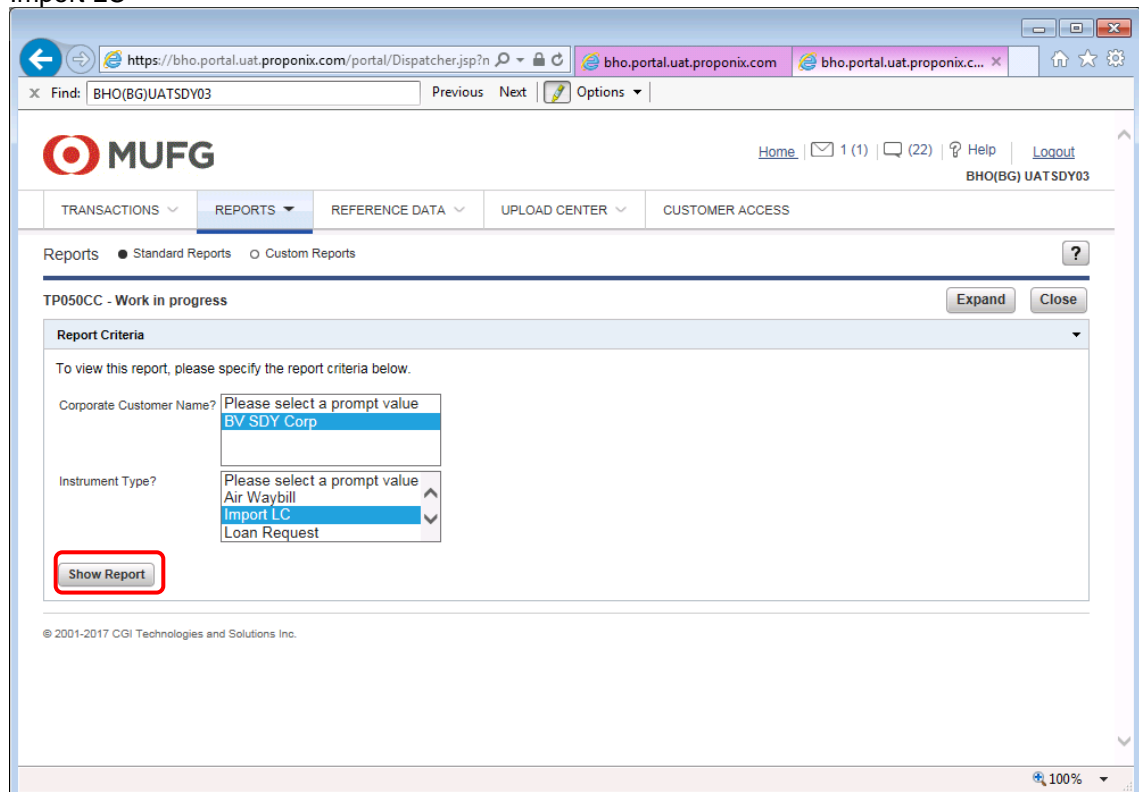 Import LC
https://bho.portal.uat.proponix.com/portal/Dispatcher.jsp?n
bho.portal.uat.proponix.com
bho.portal.uat.proponix.c...
× Find: BHO(BG)UATSDY03 Previous Next Options
MUFG
Home 1 (1) (22) ? Help Logout
BHO(BG) UATSDY03
TRANSACTIONS REPORTS REFERENCE DATA UPLOAD CENTER CUSTOMER ACCESS
Reports Standard Reports Custom Reports ?
TP050CC - Work in progress Expand Close
Report Criteria
To view this report, please specify the report criteria below.
Corporate Customer Name? Please select a prompt value
BV SDY Corp
Instrument Type? Please select a prompt value
Air Waybill
Import LC
Loan Request
Show Report
© 2001-2017 CGI Technologies and Solutions Inc.
100%